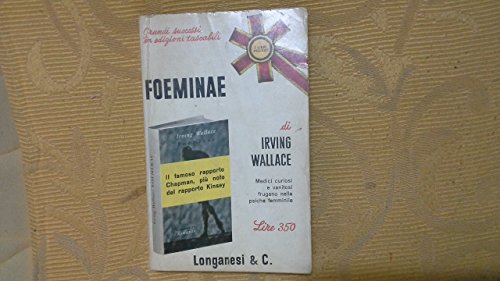 Grandi successi
in edizioni tascabili
FOEMINAE
di
IRVING
WALLACE
Medici curiosi
e vanitosi
frugano nella
psiche femminile
Irving Wallace
Il famoso rapporto
Chapman, più noto
del rapporto Kinsey
Lire 350
Longanesi & C.